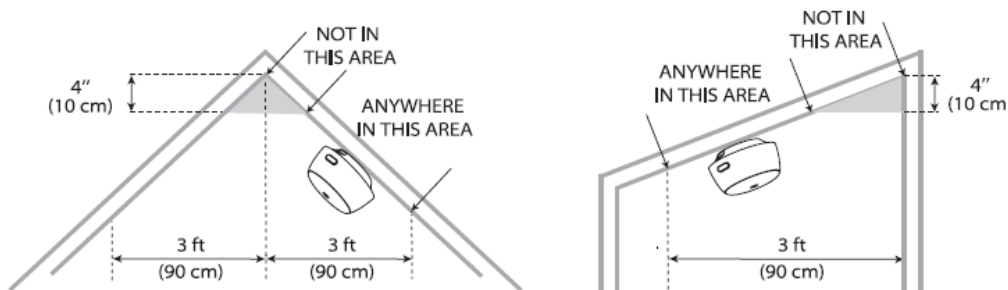 NOT IN
THIS AREA
4”
(10 cm)
ANYWHERE
IN THIS AREA
3 ft
(90 cm)
3 ft
(90 cm)
NOT IN
THIS AREA
ANYWHERE
IN THIS AREA
4”
(10 cm
3 ft
(90 cm)